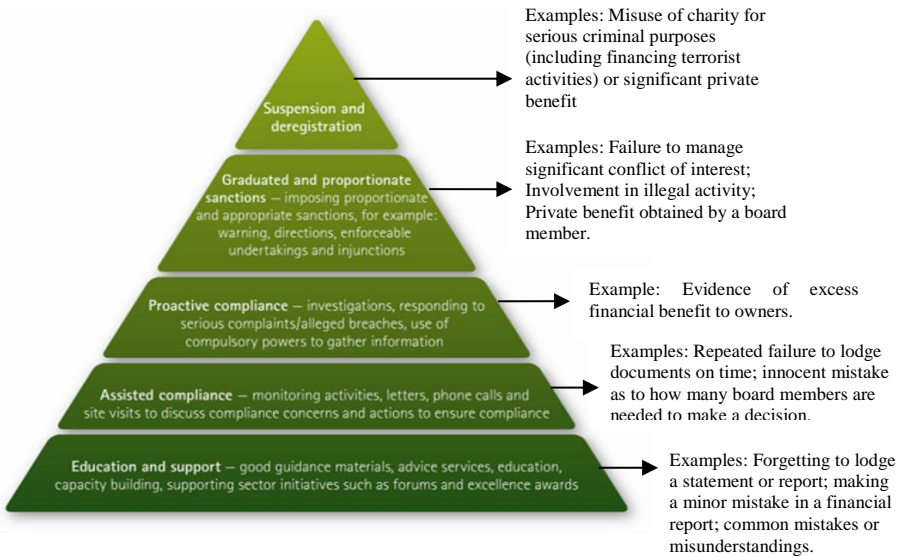 Examples: Misuse of charity for
serious criminal purposes
(including financing terrorist
activities) or significant private
benefit
Suspension and
deregistration
Examples: Failure to manage
significant conflict of interest;
Involvement in illegal activity;
Private benefit obtained by a board
member.
Graduated and proportionate
sanctions – imposing proportionate
and appropriate sanctions, for example:
warning, directions, enforceable
undertakings and injunctions
Example: Evidence of excess
financial benefit to owners.
Proactive compliance – investigations, responding to
serious complaints/alleged breaches, use of
compulsory powers to gather information
Examples: Repeated failure to lodge
documents on time; innocent mistake
as to how many board members are
needed to make a decision.
Assisted compliance – monitoring activities, letters, phone calls and
site visits to discuss compliance concerns and actions to ensure compliance
Examples: Forgetting to lodge
a statement or report; making
a minor mistake in a financial
report; common mistakes or
misunderstandings.
Education and support – good guidance materials, advice services, education,
capacity building, supporting sector initiatives such as forums and excellence awards